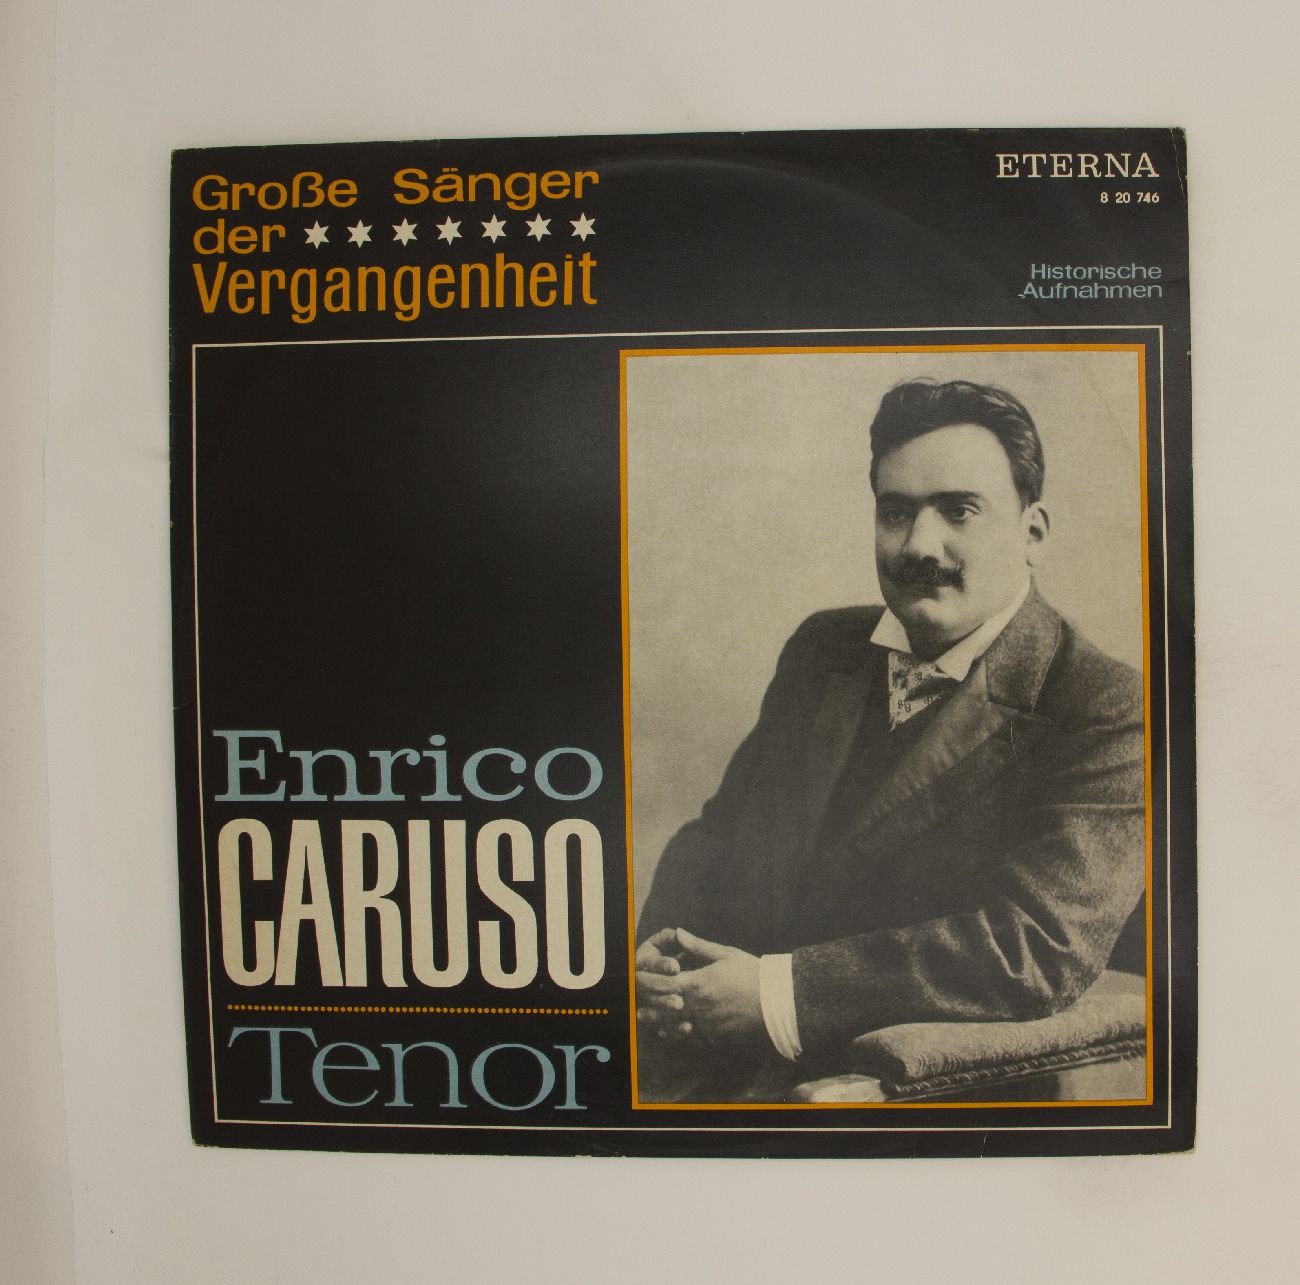 Große Sänger
der
Vergangenheit
ETERNA
8 20 746
Historische
Aufnahmen
Enrico
CARUSO
Tenor